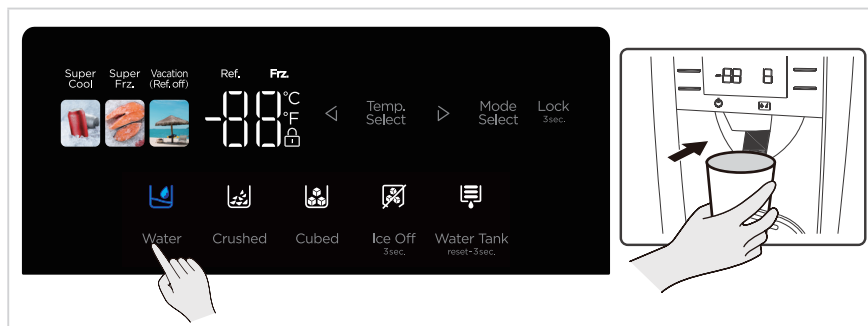 Super Cool
Super Frz.
Vacation (Ref. off)
Ref.
Frz.
-88
°C
°F
Temp. Select
Mode Select
Lock
3sec.
Water
Crushed
Cubed
Ice Off
3sec.
Water Tank
reset-3sec.
-88 8